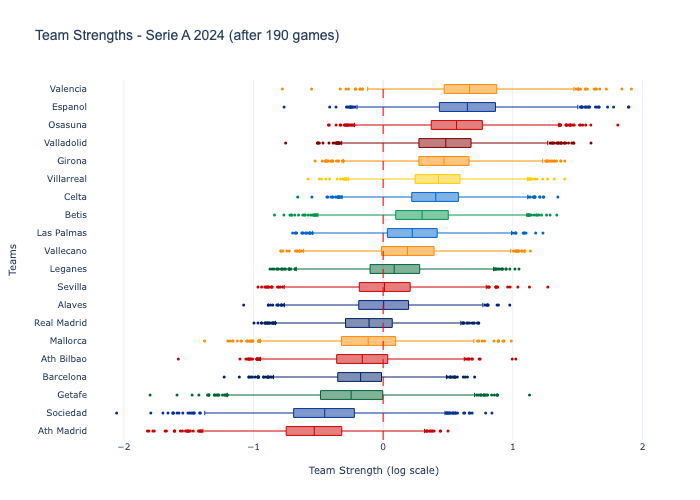 Team Strengths - Serie A 2024 (after 190 games)
Valencia
Espanol
Osasuna
Valladolid
Girona
Villarreal
Celta
Betis
Las Palmas
Vallecano
Leganes
Sevilla
Alaves
Real Madrid
Mallorca
Ath Bilbao
Barcelona
Getafe
Sociedad
Ath Madrid
Teams
−2 −1 0 1 2
Team Strength (log scale)